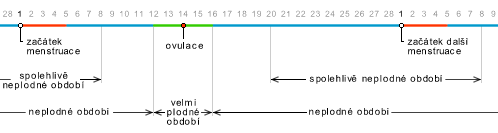 28 1 2 3 4 5 6 7 8 9 10 11 12 13 14 15 16 17 18 19 20 21 22 23 24 25 26 27 28 1 2 3 4 5 6 7 8 9
začátek
menstruace
ovulace
začátek další
menstruace
spolehlivě
neplodné období
spolehlivě neplodné období
neplodné období
velmi
plodné
období
neplodné období